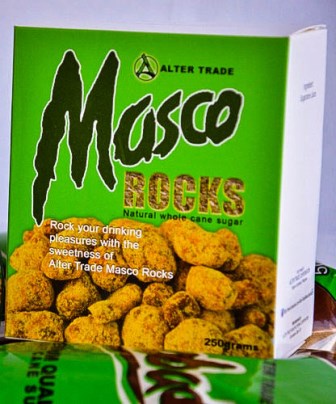 ALTER TRADE
Masco
ROCKS
Natural whole cane sugar
Rock your drinking
pleasures with the
sweetness of
Alter Trade Masco Rocks
250grams